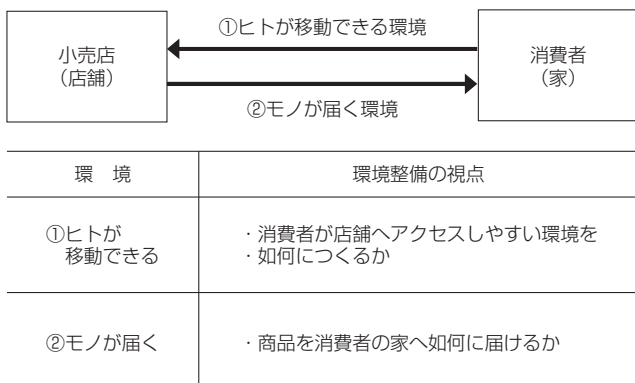 ①ヒトが移動できる環境
小売店
(店舗)
消費者
(家)
②モノが届く環境
環　境
環境整備の視点
①ヒトが
移動できる
・消費者が店舗へアクセスしやすい環境を
・如何につくるか
②モノが届く
・商品を消費者の家へ如何に届けるか